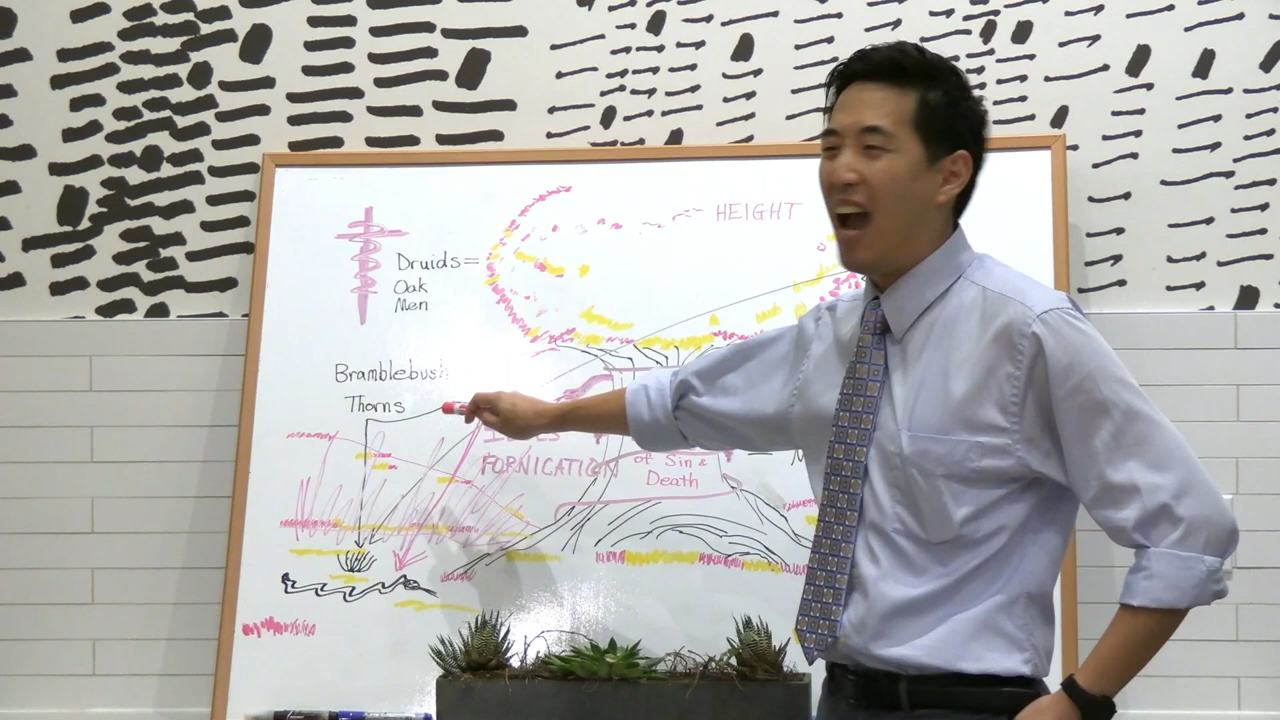 HEIGHT
Druids=
Oak
Men
Bramblebush
Thorns
FORNICATION
of Sin &
Death